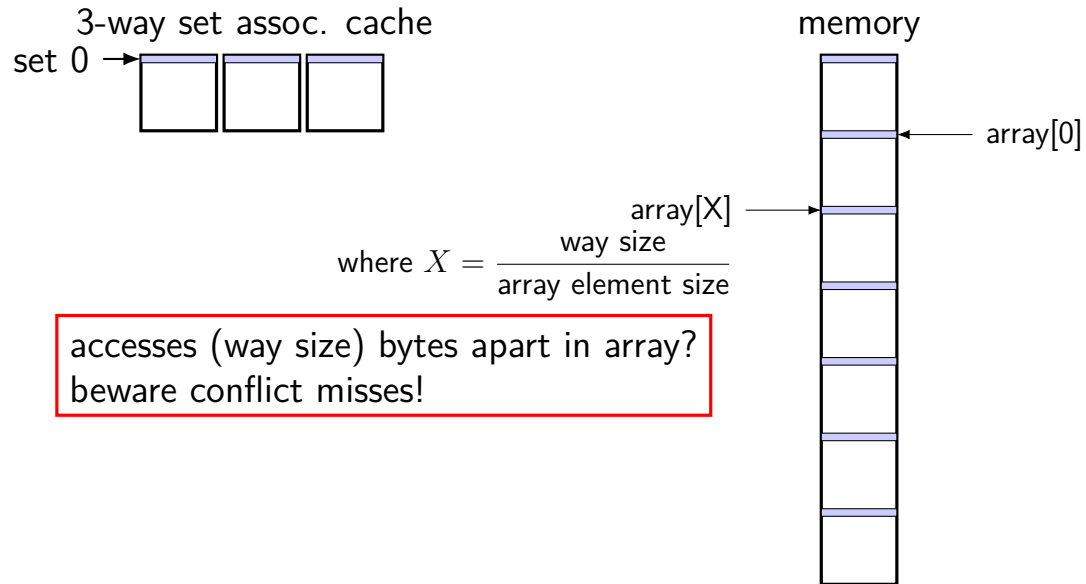 3-way set assoc. cache
set 0
memory
array[0]
array[X]
where X = way size / array element size
accesses (way size) bytes apart in array?
beware conflict misses!